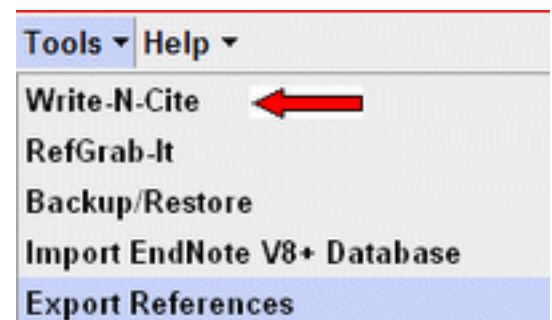 Tools Help
Write-N-Cite
RefGrab-It
Backup/Restore
Import EndNote V8+ Database
Export References